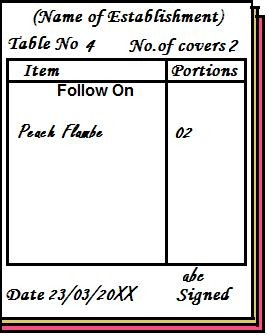 (Name of Establishment)
Table No 4 No.of covers 2
Item Portions
Follow On
Peach Flambe 02
abc
Date 23/03/20XX Signed